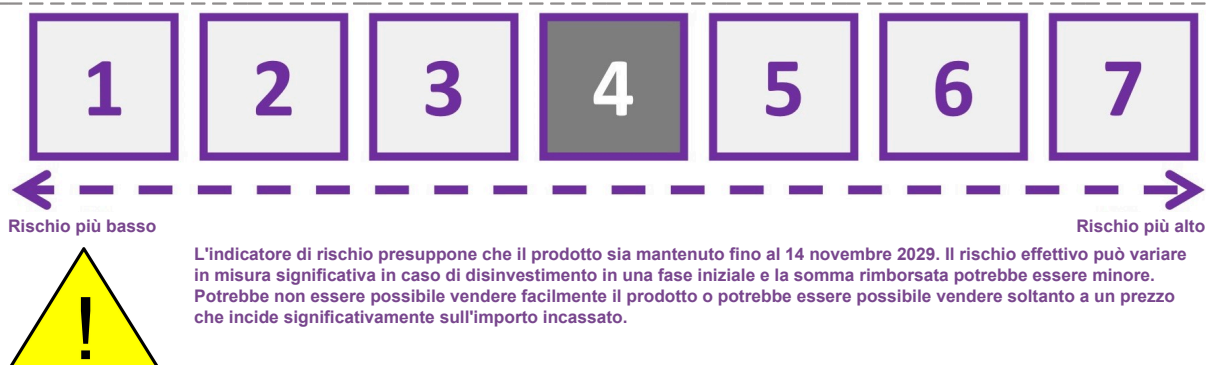 1 2 3 4 5 6 7
Rischio più basso Rischio più alto
L'indicatore di rischio presuppone che il prodotto sia mantenuto fino al 14 novembre 2029. Il rischio effettivo può variare
in misura significativa in caso di disinvestimento in una fase iniziale e la somma rimborsata potrebbe essere minore.
Potrebbe non essere possibile vendere facilmente il prodotto o potrebbe essere possibile vendere soltanto a un prezzo
che incide significativamente sull'importo incassato.
!